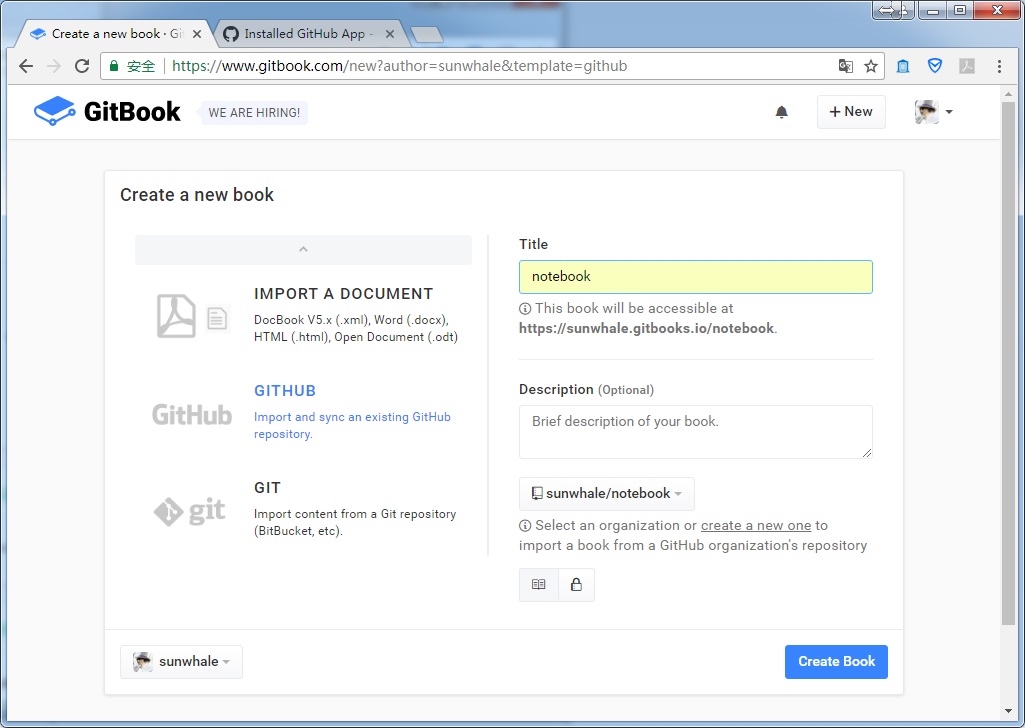 Create a new book · Gi
Installed GitHub App -
安全
https://www.gitbook.com/new?author=sunwhale&template=github
GitBook
WE ARE HIRING!
+ New
Create a new book
IMPORT A DOCUMENT
DocBook V5.x (.xml), Word (.docx),
HTML (.html), Open Document (.odt)
GitHub
GITHUB
Import and sync an existing GitHub
repository.
git
GIT
Import content from a Git repository
(BitBucket, etc).
Title
notebook
This book will be accessible at
https://sunwhale.gitbooks.io/notebook.
Description (Optional)
Brief description of your book.
sunwhale/notebook
Select an organization or create a new one to
import a book from a GitHub organization's repository
sunwhale
Create Book